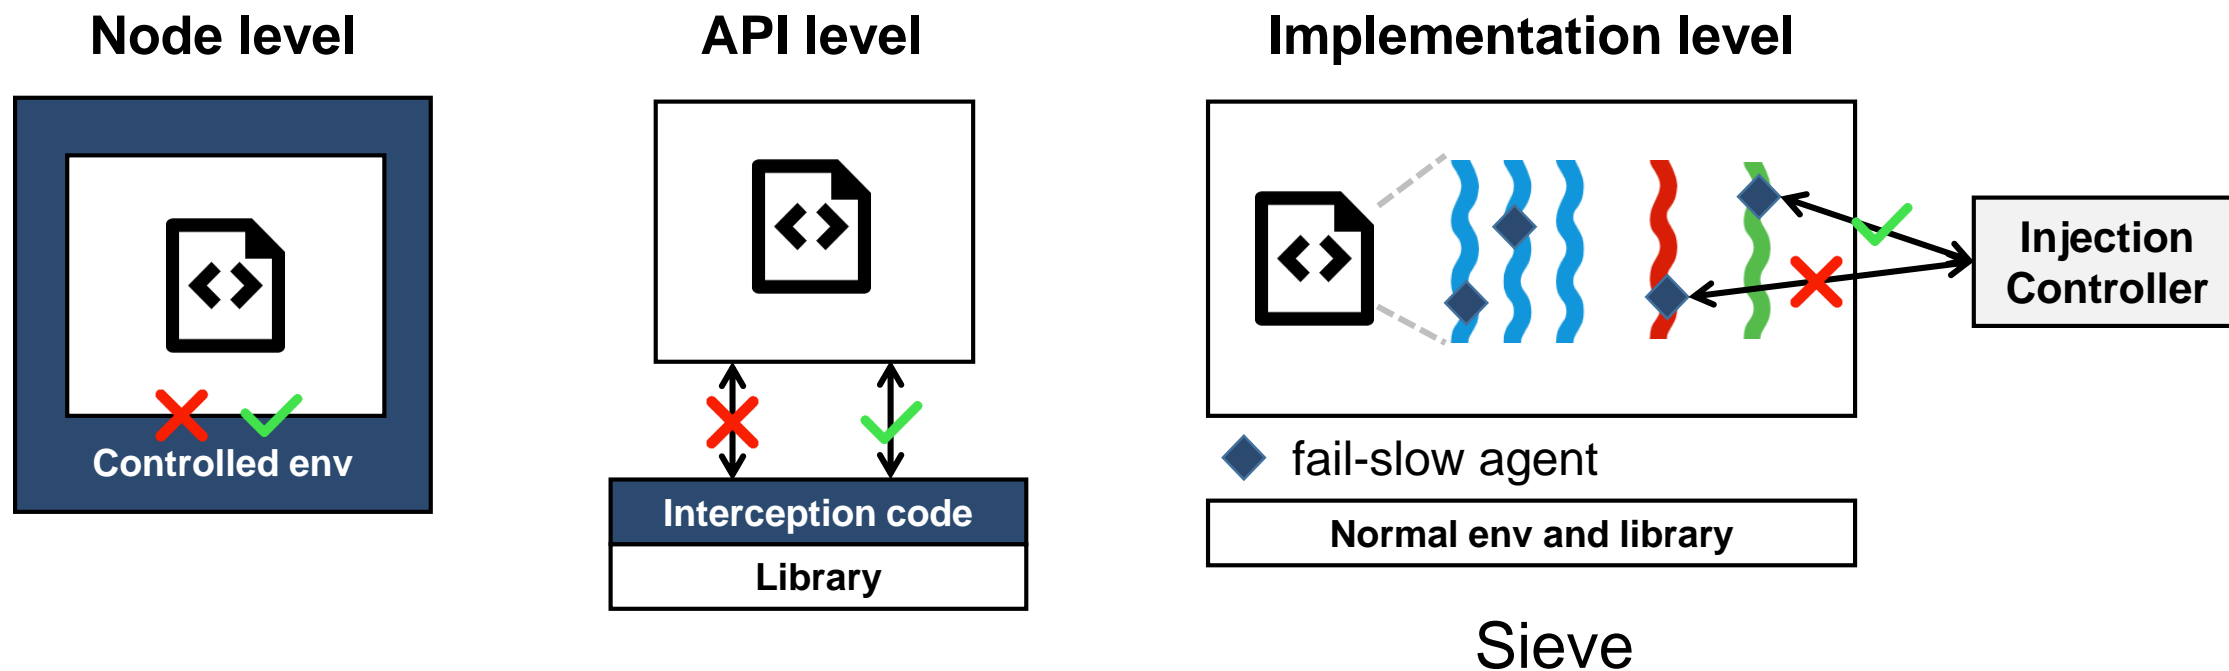 Node level
API level
Implementation level
Controlled env
Interception code
Library
Injection
Controller
fail-slow agent
Normal env and library
Sieve